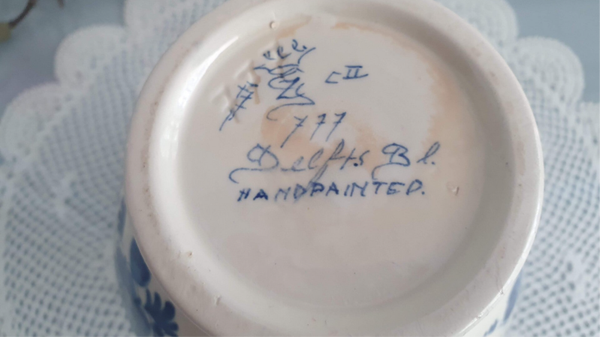 CII
777
Delfts Bl.
HANDPAINTED.